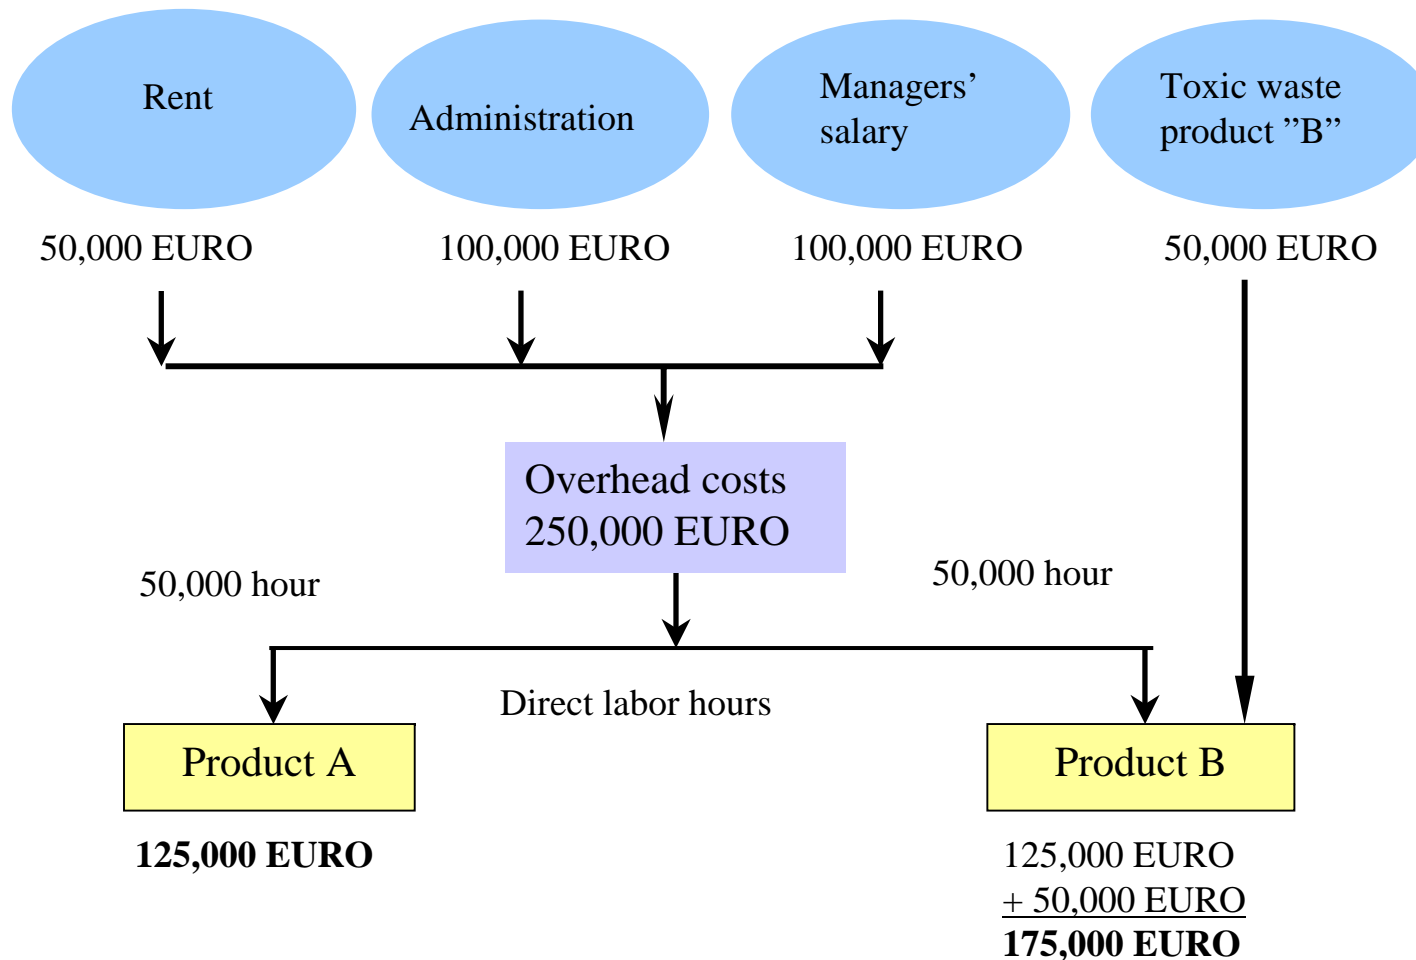 Rent
Administration
Managers’
salary
Toxic waste
product ”B”
50,000 EURO
100,000 EURO
100,000 EURO
50,000 EURO
Overhead costs
250,000 EURO
50,000 hour
50,000 hour
Direct labor hours
Product A
Product B
125,000 EURO
125,000 EURO
+ 50,000 EURO
175,000 EURO